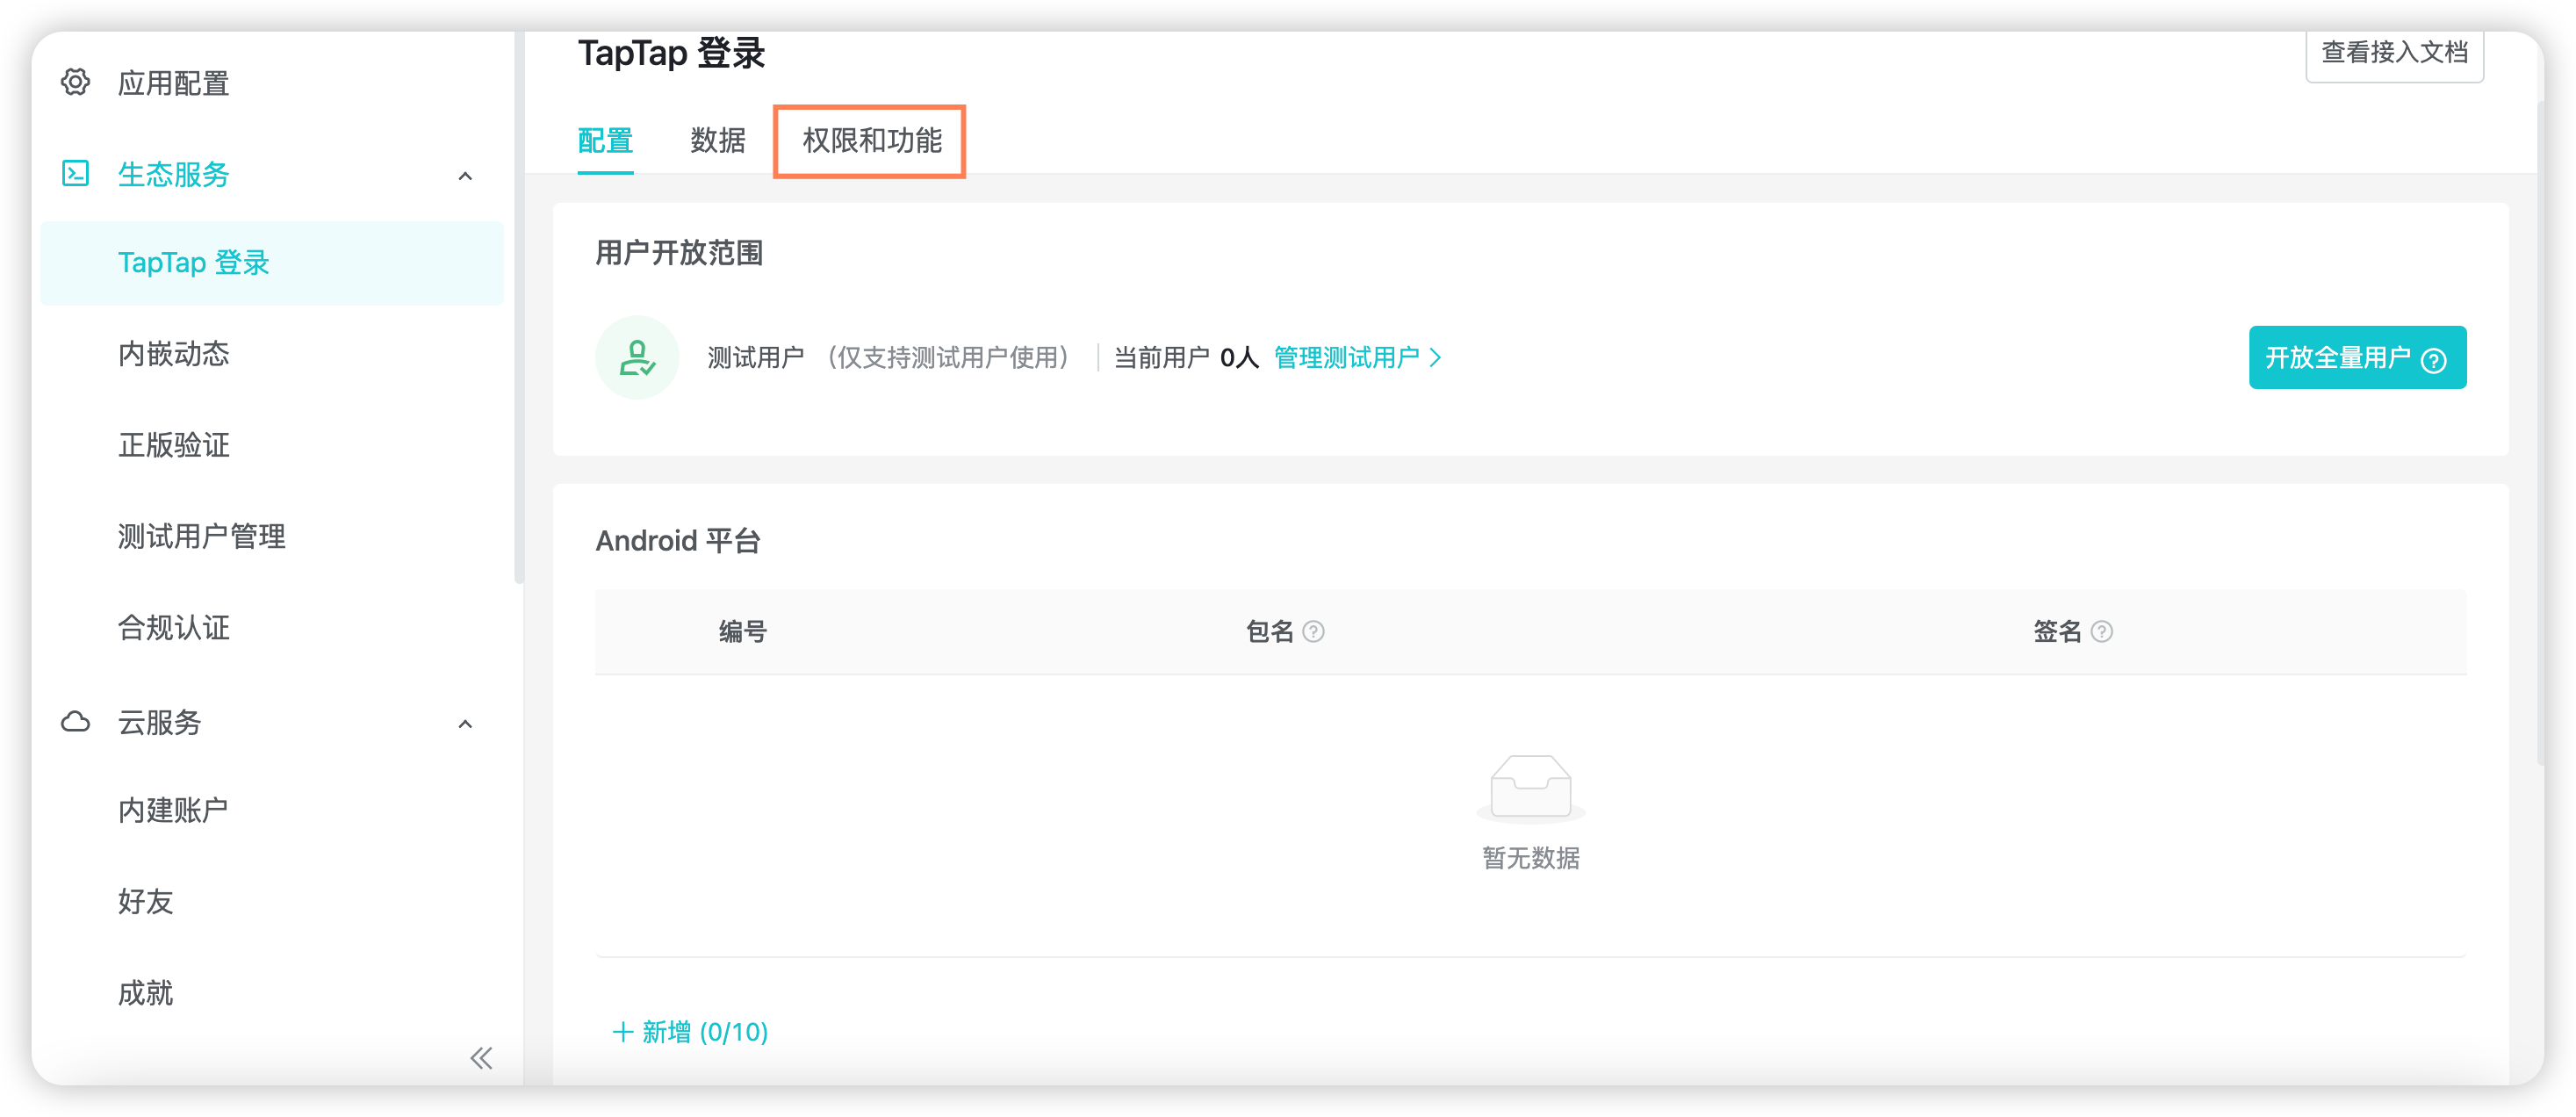 应用配置
生态服务
TapTap 登录
内嵌动态
正版验证
测试用户管理
合规认证
云服务
内建账户
好友
成就
TapTap 登录
查看接入文档
配置 数据 权限和功能
用户开放范围
测试用户 （仅支持测试用户使用） 当前用户 0人 管理测试用户
开放全量用户
Android 平台
编号 包名 签名
暂无数据
新增 (0/10)